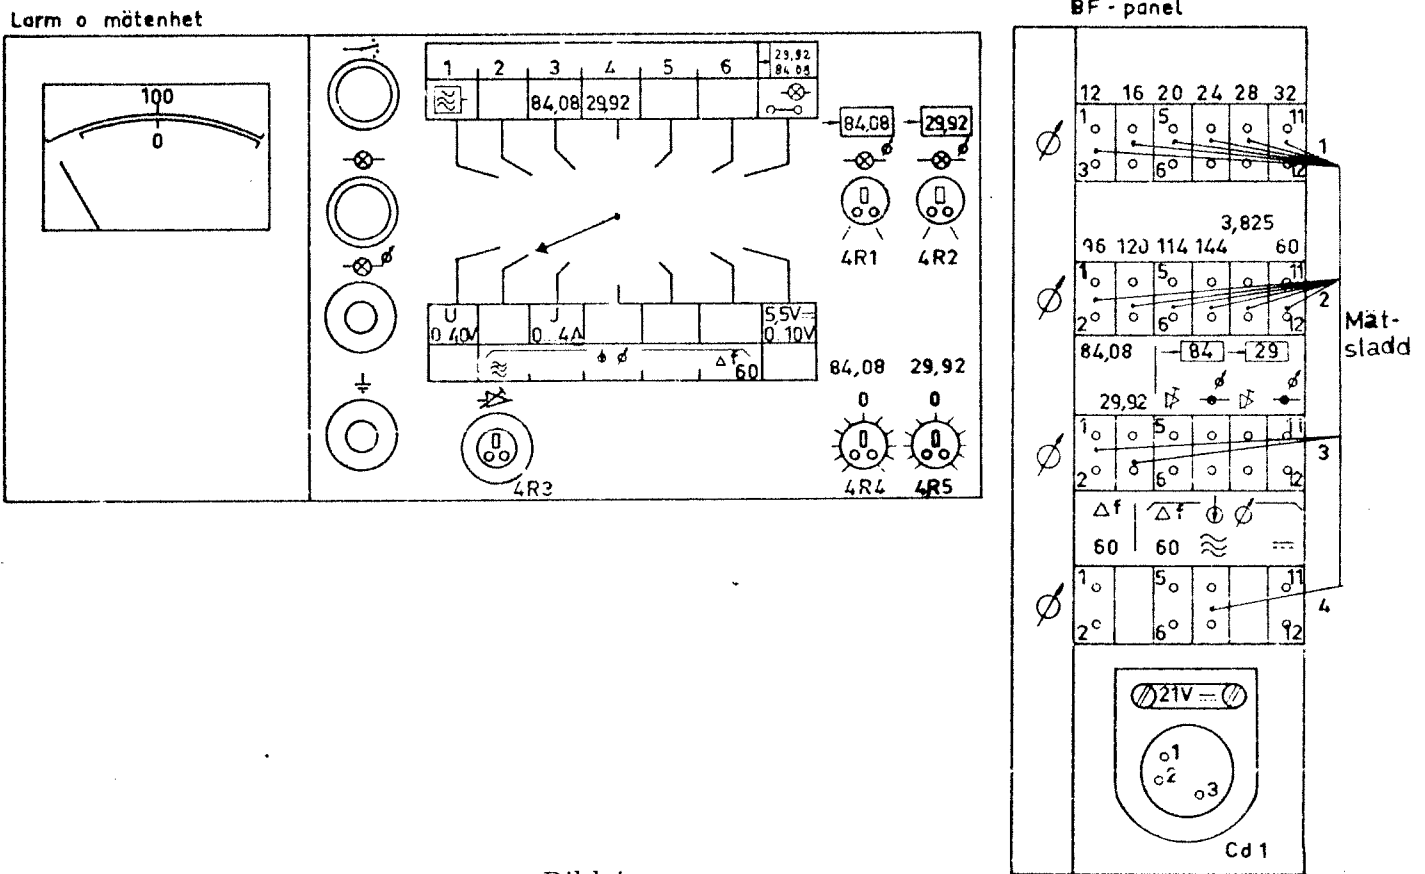 Larm o mätenhet
100
0
1 2 3 4 5 6 29,92
84,08
84,08 29,92
84,08 29,92
4R1 4R2
U
0..40V
J
0...4A
5,5V
0..10V
Δf
60
84,08 29,92
0 0
4R3
4R4 4R5
BF-panel
12 16 20 24 28 32
1 5 11
3 6 12
1
3,825
96 120 114 144 60
1 5 11
2 6 12
2
Mät-
sladd
84,08 84 29
29,92
1 5 11
2 6 12
3
Δf Δf
60 60
1 5 11
2 6 12
4
21V
1
2
3
Cd 1